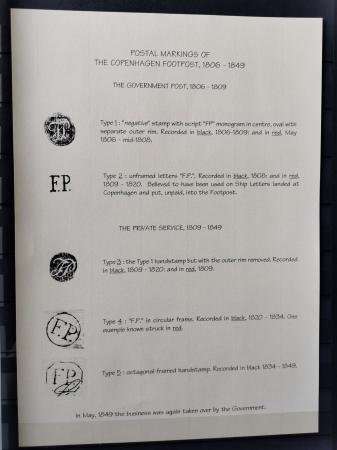 POSTAL MARKINGS OF
THE COPENHAGEN FOOTPOST, 1806 - 1849
THE GOVERNMENT POST, 1806 - 1809
Type 1 : "negative" stamp with script "FP" monogram in centre, oval with
separate outer rim. Recorded in black, 1806-1809; and in red, May
1806 - mid-1808.
F.P.
Type 2 : unframed letters "F.P.". Recorded in black, 1808; and in red,
1809 - 1820. Believed to have been used on Ship Letters landed at
Copenhagen and put, unpaid, into the Footpost.
THE PRIVATE SERVICE, 1809 - 1849
Type 3 : the Type 1 handstamp but with the outer rim removed. Recorded
in black, 1809 - 1820; and in red, 1809.
F.P.
Type 4 : "F.P." in circular frame. Recorded in black, 1820 - 1834. One
example known struck in red.
F.P.
Type 5 : octagonal-framed handstamp. Recorded in black 1834 - 1849.
In May, 1849 the business was again taken over by the Government.